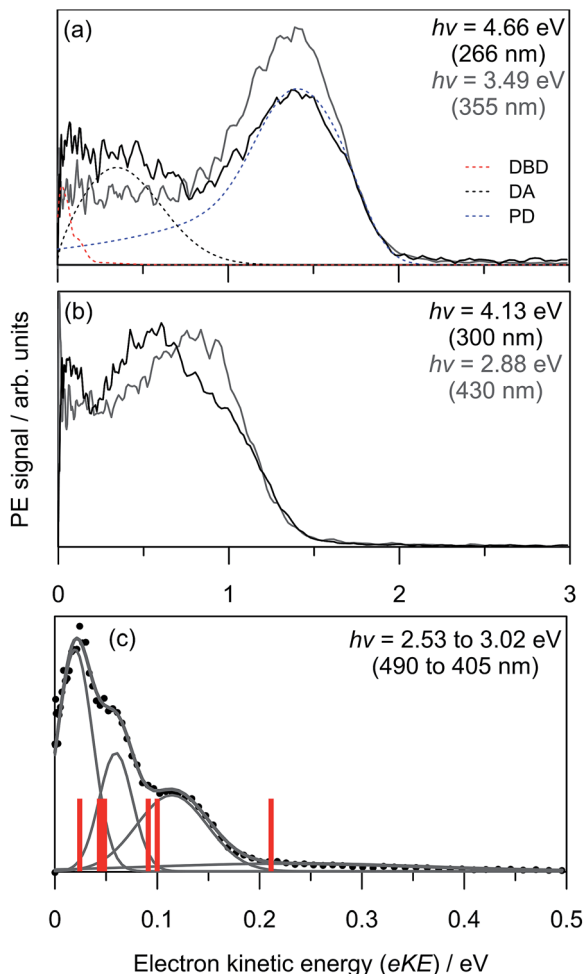 (a)
hv = 4.66 eV
(266 nm)
hv = 3.49 eV
(355 nm)
DBD
DA
PD
(b)
hv = 4.13 eV
(300 nm)
hv = 2.88 eV
(430 nm)
PE signal / arb. units
0 1 2 3
(c)
hv = 2.53 to 3.02 eV
(490 to 405 nm)
0 0.1 0.2 0.3 0.4 0.5
Electron kinetic energy (eKE) / eV